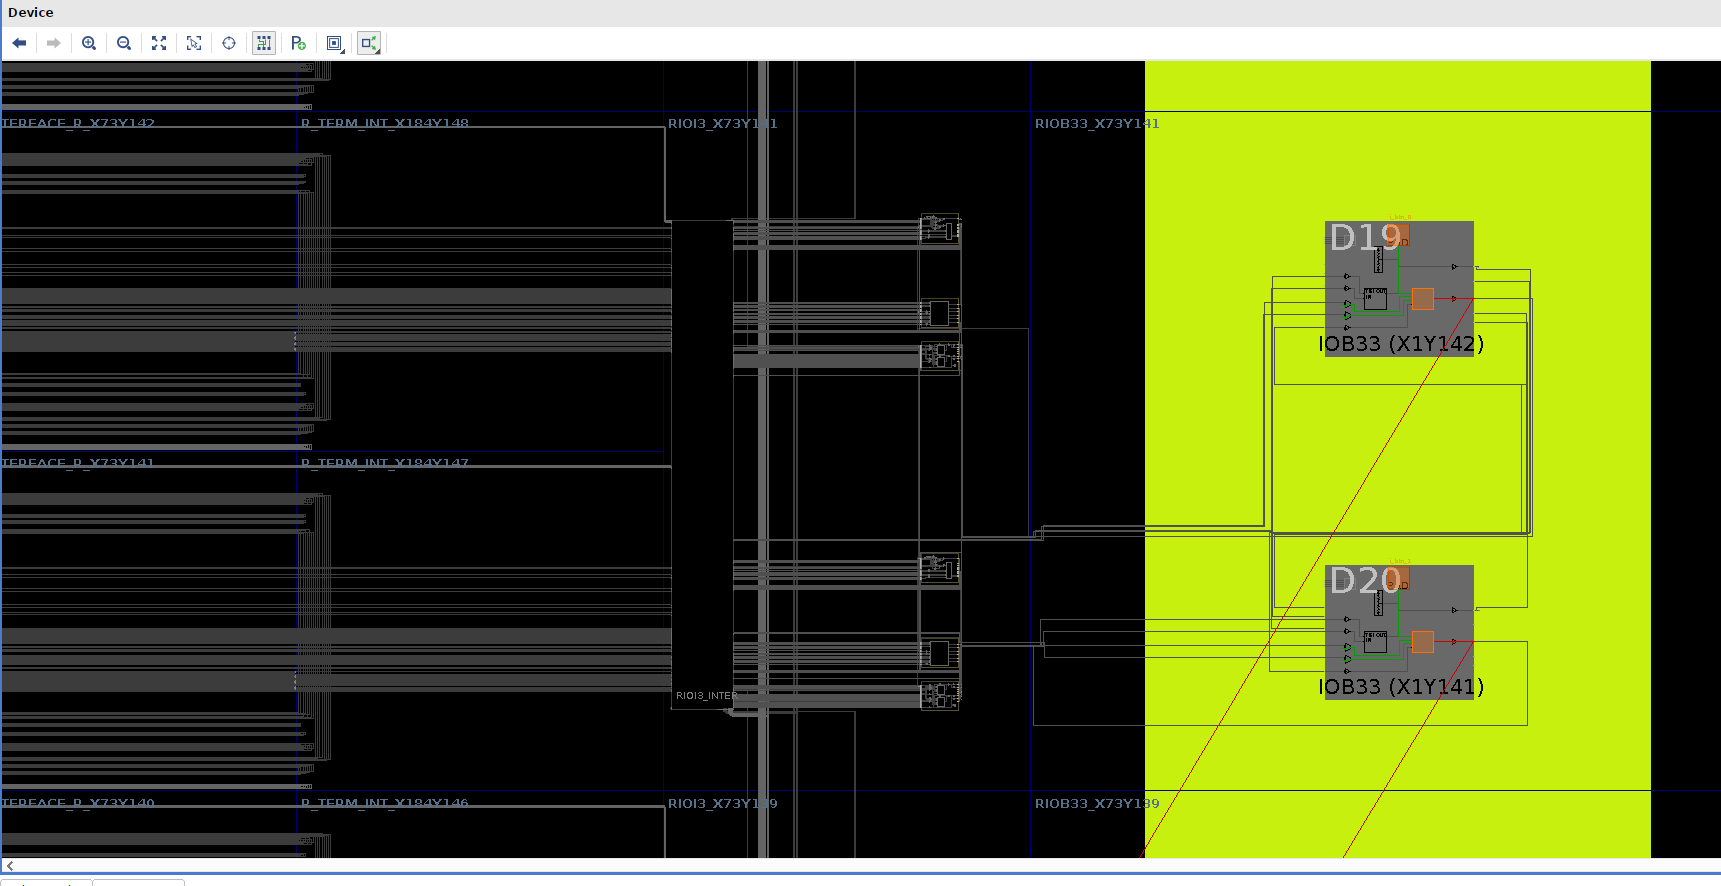 Device
TERFACE_R_X73Y142
R_TERM_INT_X184Y148
RIOI3_X73Y141
RIOB33_X73Y141
D19
IOB33 (X1Y142)
TERFACE_R_X73Y141
R_TERM_INT_X184Y147
D20
IOB33 (X1Y141)
RIOI3_INTER
TERFACE_R_X73Y140
R_TERM_INT_X184Y146
RIOI3_X73Y139
RIOB33_X73Y139